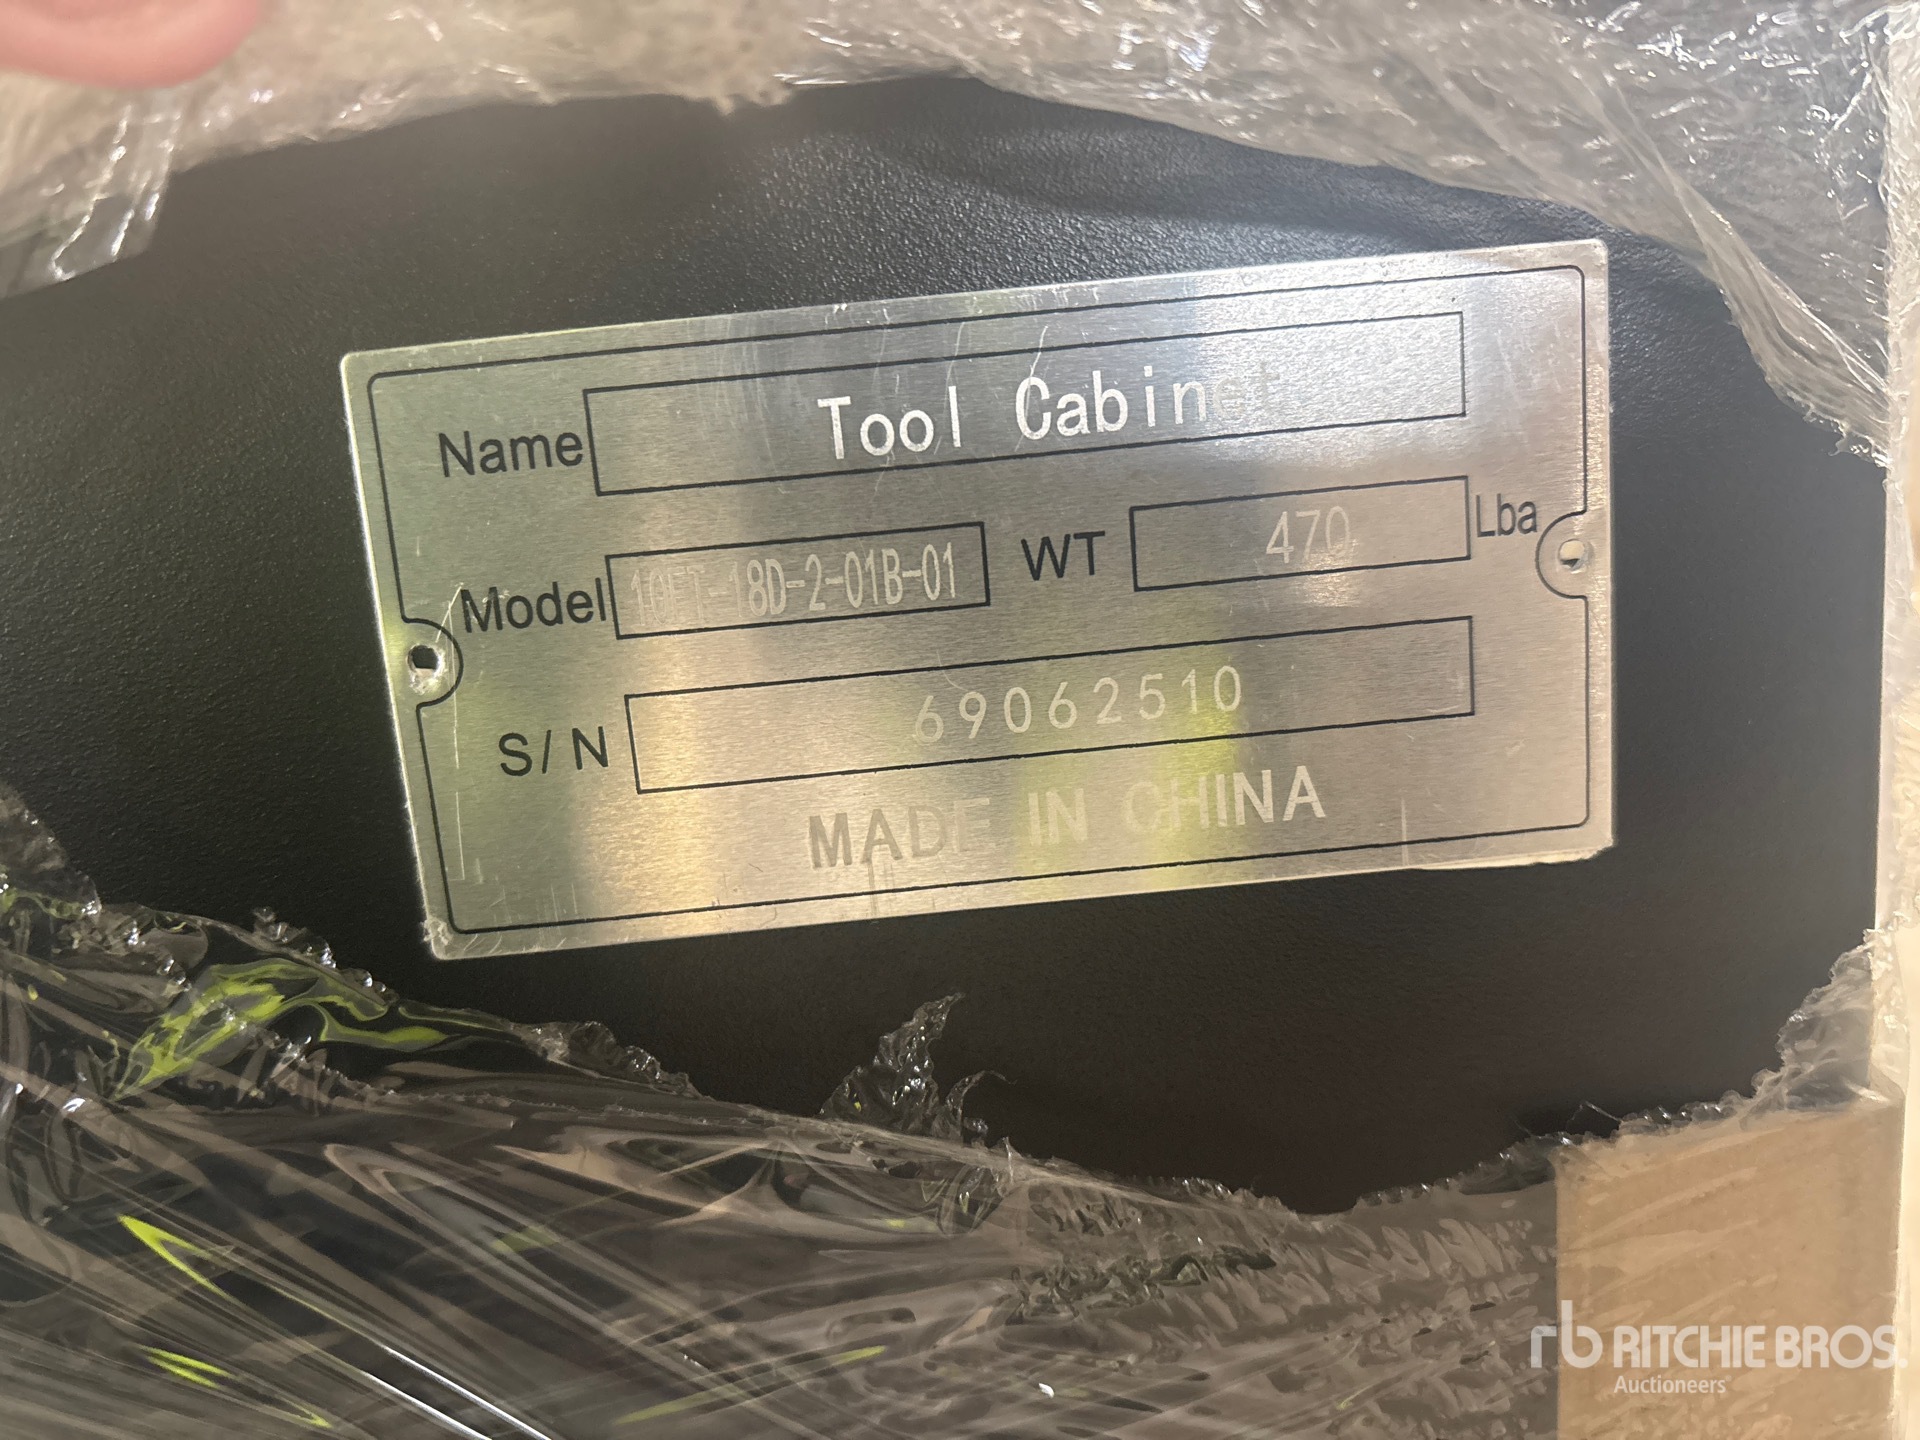 Name Tool Cabinet
Model 10FT-18D-2-01B-01 WT 470 Lba
S/N 69062510
MADE IN CHINA
rb RITCHIE BROS.
Auctioneers